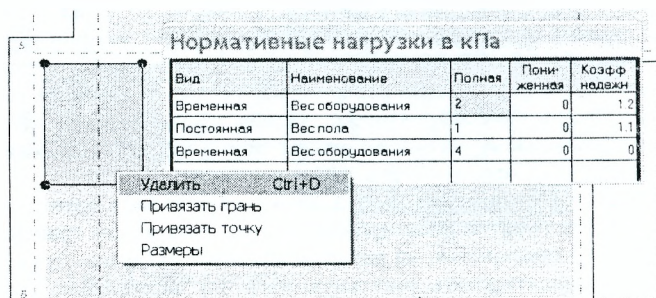 Нормативные нагрузки в кПа
Вид Наименование Полная Пони-женная Коэфф надежн
Временная Вес оборудования 2 0 1.2
Постоянная Вес пола 1 0 1.1
Временная Вес оборудования 4 0 0
Удалить Ctrl+D
Привязать грань
Привязать точку
Размеры